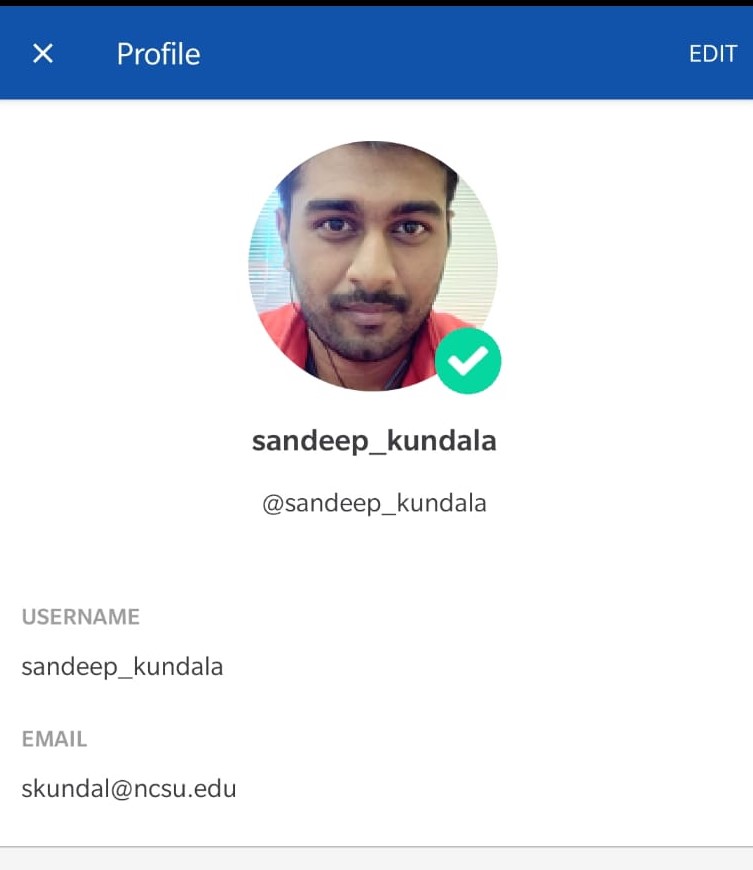 Profile
EDIT
sandeep_kundala
@sandeep_kundala
USERNAME
sandeep_kundala
EMAIL
skundal@ncsu.edu